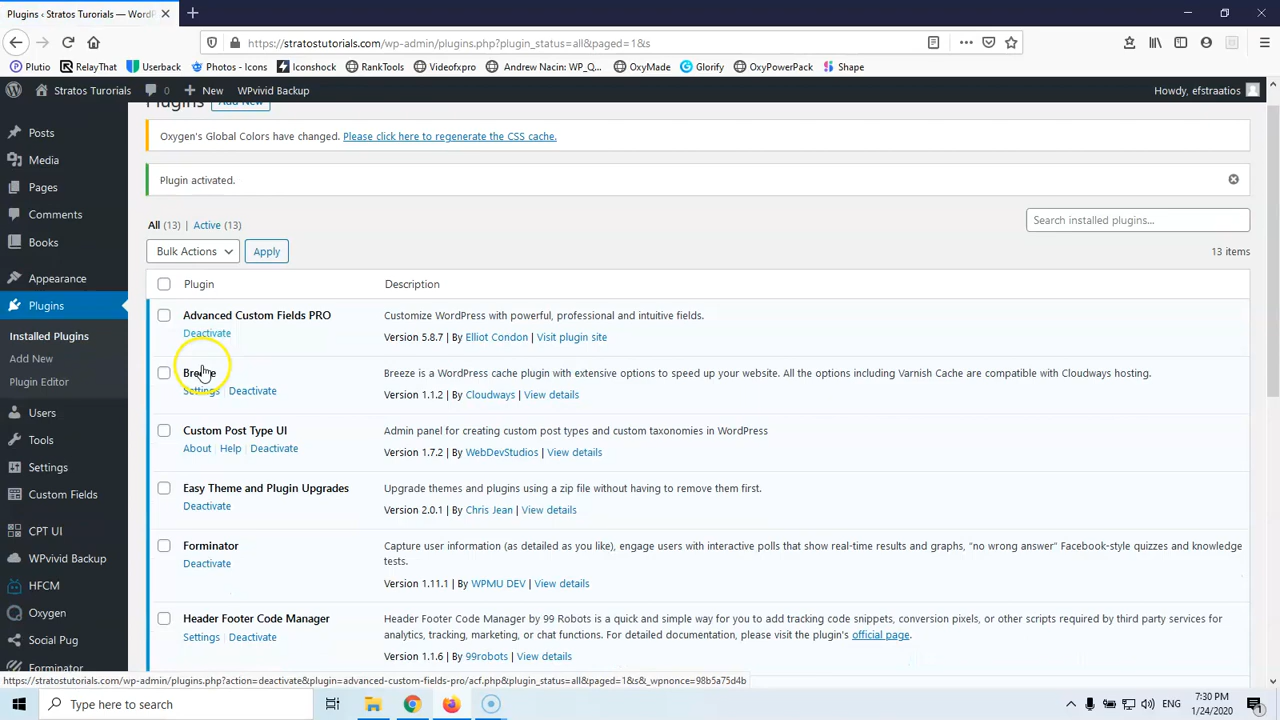 Plugins ‹ Stratos Turorials — WordP
https://stratostutorials.com/wp-admin/plugins.php?plugin_status=all&paged=1&s
Plutio RelayThat Userback Photos - Icons Iconshock RankTools Videofxpro Andrew Nacin: WP_Q... OxyMade OxyPowerPack Glorify Shape
Stratos Turorials New WPvivid Backup Howdy, efstraatios
Plugins Add New
Posts
Media
Pages
Comments
Books
Appearance
Plugins
Installed Plugins
Add New
Plugin Editor
Users
Tools
Settings
Custom Fields
CPT UI
WPvivid Backup
HFCM
Oxygen
Social Pug
Forminator
Oxygen's Global Colors have changed. Please click here to regenerate the CSS cache.
Plugin activated.
All (13) | Active (13)
Search installed plugins...
Bulk Actions Apply
13 items
Plugin Description
Advanced Custom Fields PRO
Deactivate
Customize WordPress with powerful, professional and intuitive fields.
Version 5.8.7 | By Elliot Condon | Visit plugin site
Breeze
Settings | Deactivate
Breeze is a WordPress cache plugin with extensive options to speed up your website. All the options including Varnish Cache are compatible with Cloudways hosting.
Version 1.1.2 | By Cloudways | View details
Custom Post Type UI
About | Help | Deactivate
Admin panel for creating custom post types and custom taxonomies in WordPress
Version 1.7.2 | By WebDevStudios | View details
Easy Theme and Plugin Upgrades
Deactivate
Upgrade themes and plugins using a zip file without having to remove them first.
Version 2.0.1 | By Chris Jean | View details
Forminator
Deactivate
Capture user information (as detailed as you like), engage users with interactive polls that show real-time results and graphs, "no wrong answer" Facebook-style quizzes and knowledge
tests.
Version 1.11.1 | By WPMU DEV | View details
Header Footer Code Manager
Settings | Deactivate
Header Footer Code Manager by 99 Robots is a quick and simple way for you to add tracking code snippets, conversion pixels, or other scripts required by third party services for
analytics, tracking, marketing, or chat functions. For detailed documentation, please visit the plugin's official page.
Version 1.1.6 | By 99robots | View details
https://stratostutorials.com/wp-admin/plugins.php?action=deactivate&plugin=advanced-custom-fields-pro/acf.php&plugin_status=all&paged=1&s&_wpnonce=98b5a75d4b
Type here to search
ENG
7:30 PM
1/24/2020
1